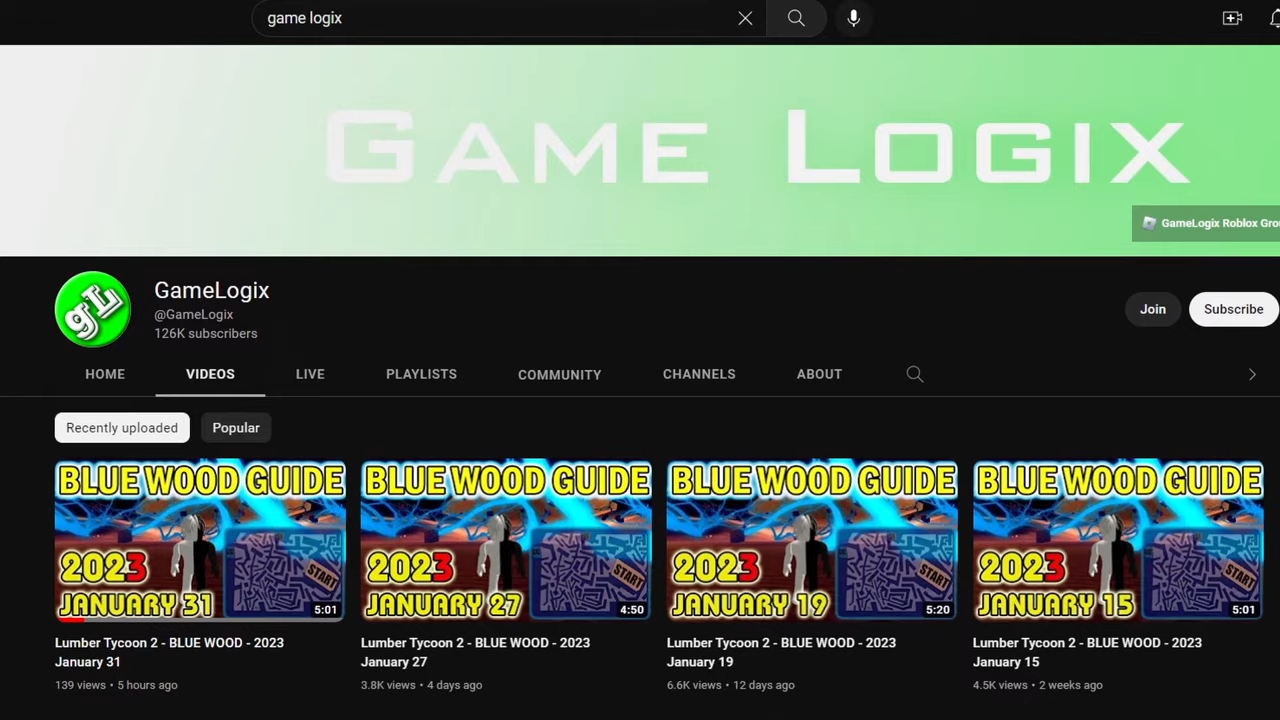 game logix
GAME LOGIX
GameLogix Roblox Gro
gL
GameLogix
@GameLogix
126K subscribers
Join
Subscribe
HOME
VIDEOS
LIVE
PLAYLISTS
COMMUNITY
CHANNELS
ABOUT
Recently uploaded
Popular
BLUE WOOD GUIDE
2023
JANUARY 31
START
5:01
BLUE WOOD GUIDE
2023
JANUARY 27
START
4:50
BLUE WOOD GUIDE
2023
JANUARY 19
START
5:20
BLUE WOOD GUIDE
2023
JANUARY 15
START
5:01
Lumber Tycoon 2 - BLUE WOOD - 2023
January 31
139 views • 5 hours ago
Lumber Tycoon 2 - BLUE WOOD - 2023
January 27
3.8K views • 4 days ago
Lumber Tycoon 2 - BLUE WOOD - 2023
January 19
6.6K views • 12 days ago
Lumber Tycoon 2 - BLUE WOOD - 2023
January 15
4.5K views • 2 weeks ago